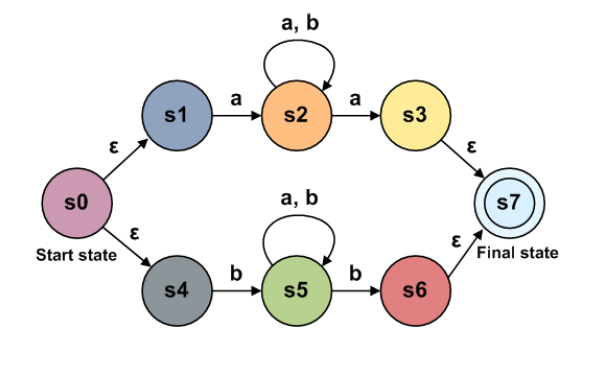 a, b
s1
a
s2
a
s3
ε
ε
s0
Start state
s7
Final state
a, b
ε
ε
s4
b
s5
b
s6